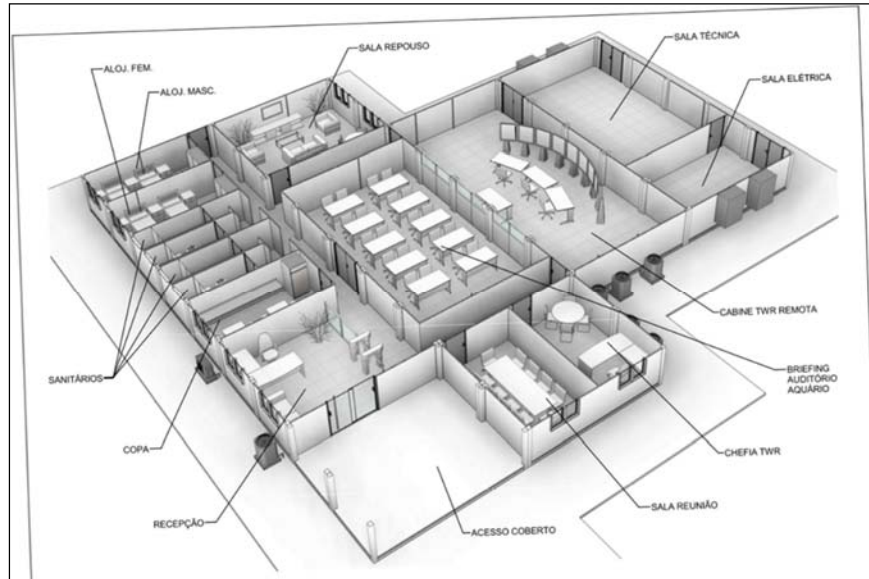 SALA REPOUSO
SALA TÉCNICA
ALOJ. FEM.
ALOJ. MASC.
SALA ELÉTRICA
CABINE TWR REMOTA
BRIEFING
AUDITÓRIO
AQUÁRIO
SANITÁRIOS
COPA
CHEFIA TWR
RECEPÇÃO
SALA REUNIÃO
ACESSO COBERTO